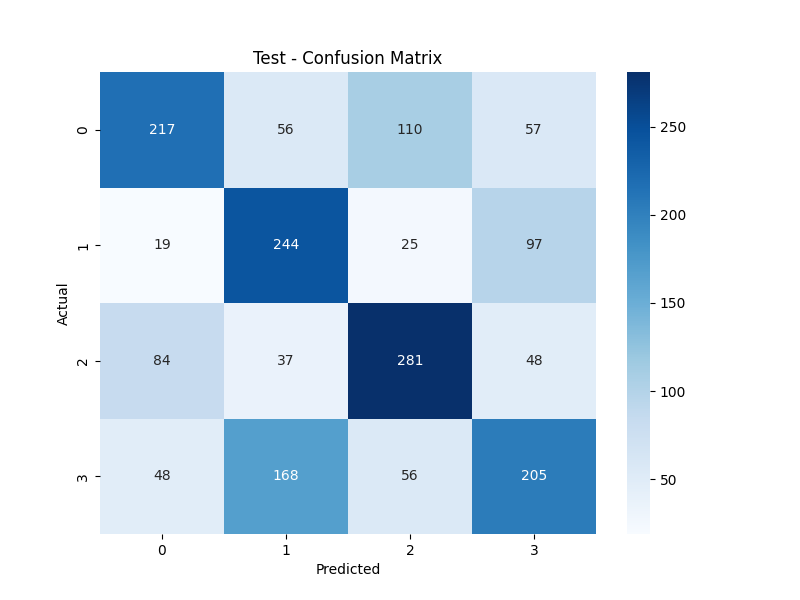 Test - Confusion Matrix
Actual
0
217 56 110 57
1
19 244 25 97
2
84 37 281 48
3
48 168 56 205
0 1 2 3
Predicted
250
200
150
100
50